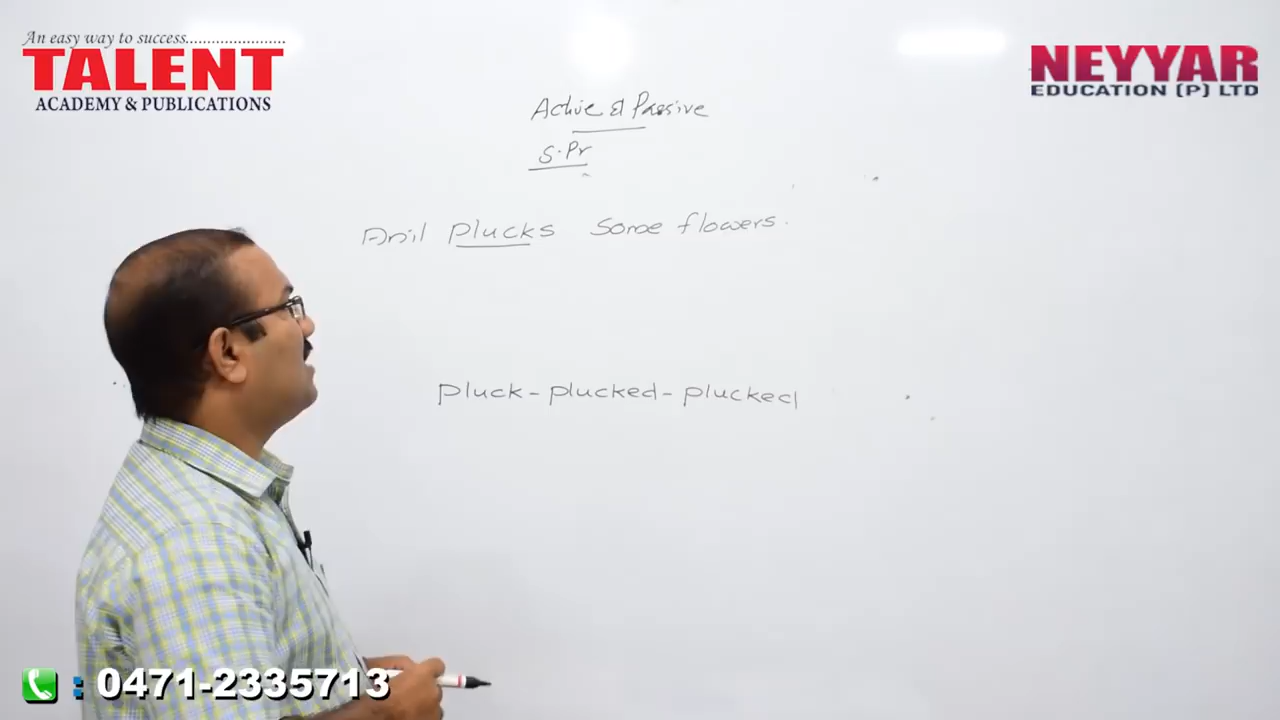 An easy way to success.......................
TALENT
ACADEMY & PUBLICATIONS
NEYYAR
EDUCATION (P) LTD
Active & Passive
S.Pr
Anil plucks some flowers.
pluck - plucked - plucked
: 0471-2335713